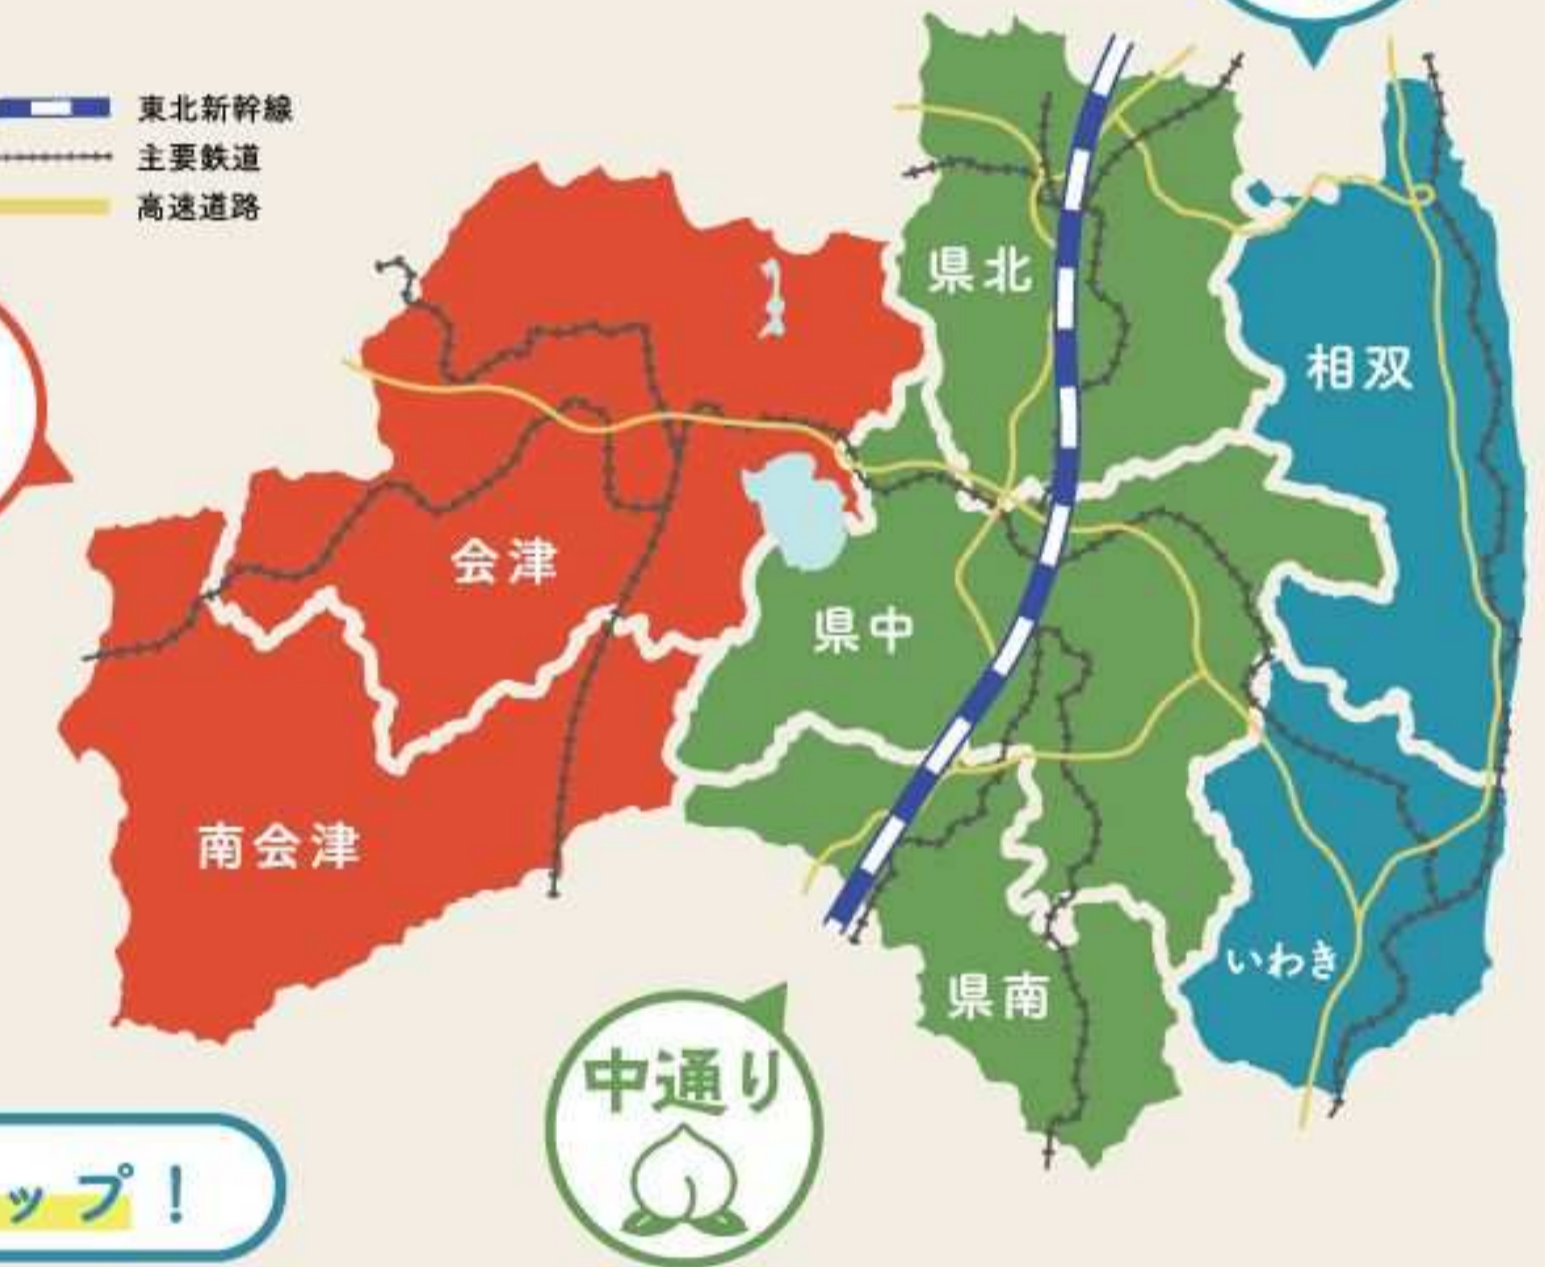 東北新幹線
主要鉄道
高速道路
県北
相双
会津
県中
南会津
いわき
県南
中通り
ップ！